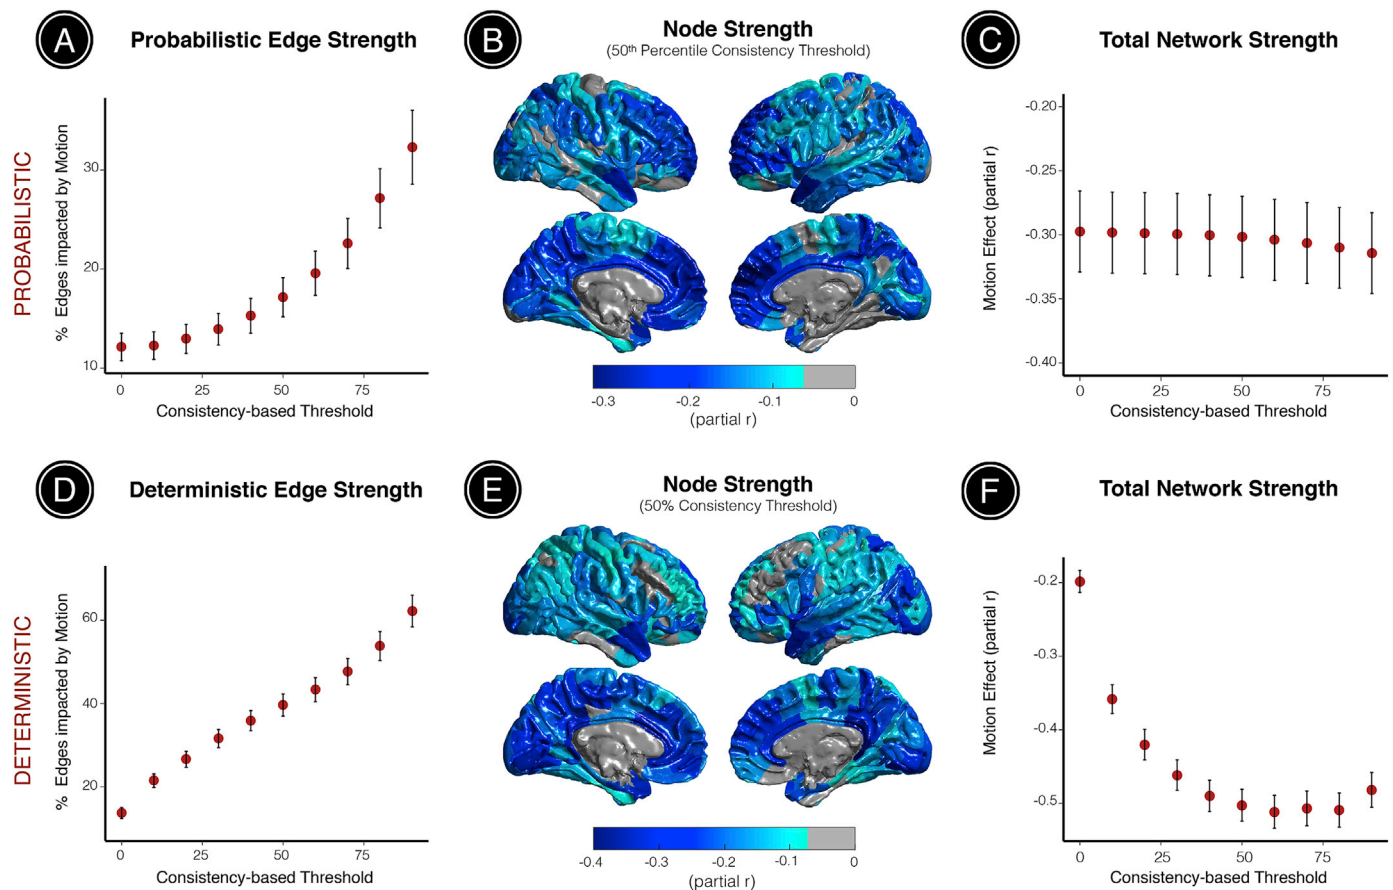 A
Probabilistic Edge Strength
B
Node Strength
(50th Percentile Consistency Threshold)
C
Total Network Strength
PROBABILISTIC
% Edges impacted by Motion
30
20
10
0
25
50
75
Consistency-based Threshold
-0.3
-0.2
-0.1
0
(partial r)
Motion Effect (partial r)
-0.20
-0.25
-0.30
-0.35
-0.40
0
25
50
75
Consistency-based Threshold
D
Deterministic Edge Strength
E
Node Strength
(50% Consistency Threshold)
F
Total Network Strength
DETERMINISTIC
% Edges impacted by Motion
60
40
20
0
25
50
75
Consistency-based Threshold
-0.4
-0.3
-0.2
-0.1
0
(partial r)
Motion Effect (partial r)
-0.2
-0.3
-0.4
-0.5
0
25
50
75
Consistency-based Threshold